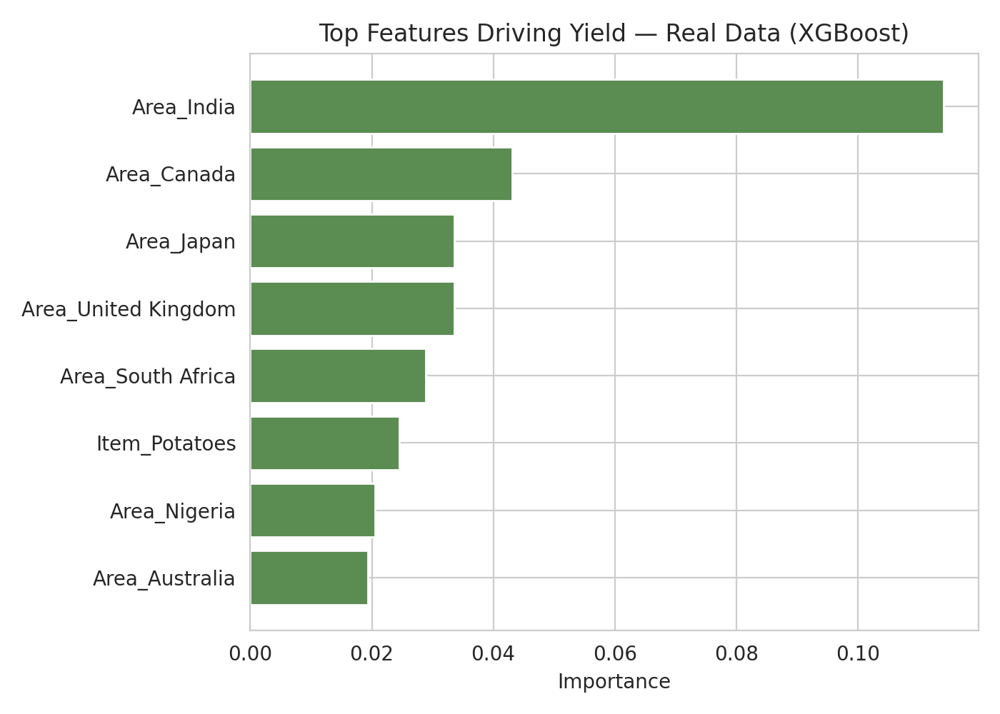 Top Features Driving Yield — Real Data (XGBoost)
Area_India
Area_Canada
Area_Japan
Area_United Kingdom
Area_South Africa
Item_Potatoes
Area_Nigeria
Area_Australia
0.00 0.02 0.04 0.06 0.08 0.10
Importance